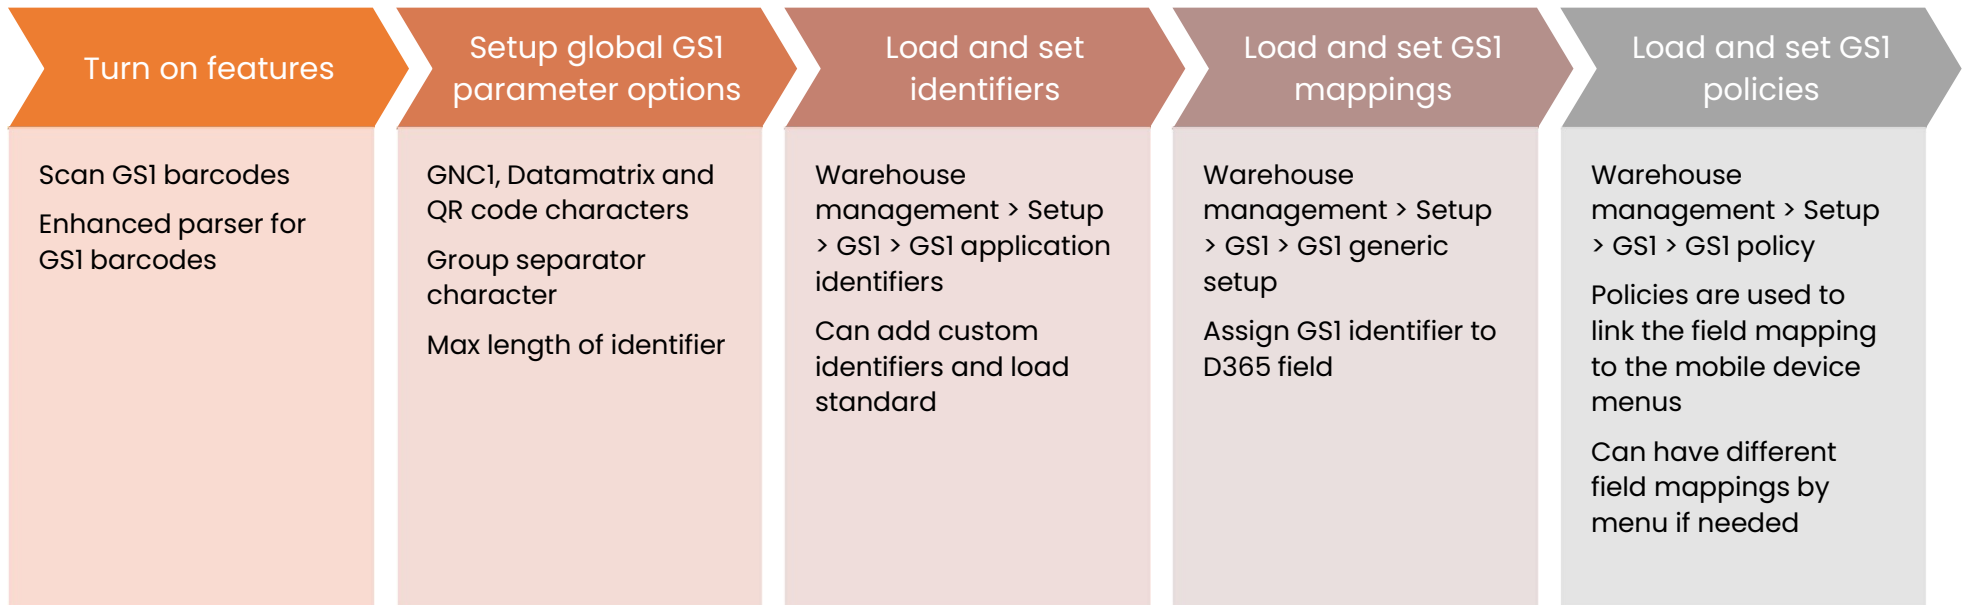 Turn on features
Scan GS1 barcodes
Enhanced parser for
GS1 barcodes
Setup global GS1
parameter options
GNC1, Datamatrix and
QR code characters
Group separator
character
Max length of identifier
Load and set
identifiers
Warehouse
management > Setup
> GS1 > GS1 application
identifiers
Can add custom
identifiers and load
standard
Load and set GS1
mappings
Warehouse
management > Setup
> GS1 > GS1 generic
setup
Assign GS1 identifier to
D365 field
Load and set GS1
policies
Warehouse
management > Setup
> GS1 > GS1 policy
Policies are used to
link the field mapping
to the mobile device
menus
Can have different
field mappings by
menu if needed